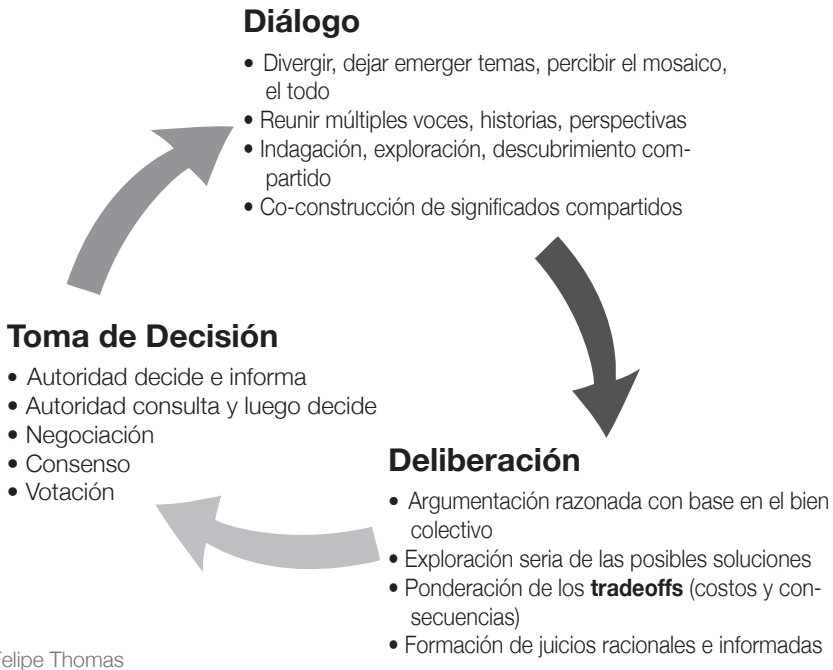 Diálogo
• Divergir, dejar emerger temas, percibir el mosaico,
el todo
• Reunir múltiples voces, historias, perspectivas
• Indagación, exploración, descubrimiento com-
partido
• Co-construcción de significados compartidos
Toma de Decisión
• Autoridad decide e informa
• Autoridad consulta y luego decide
• Negociación
• Consenso
• Votación
Deliberación
• Argumentación razonada con base en el bien
colectivo
• Exploración seria de las posibles soluciones
• Ponderación de los tradeoffs (costos y con-
secuencias)
• Formación de juicios racionales e informadas
Felipe Thomas